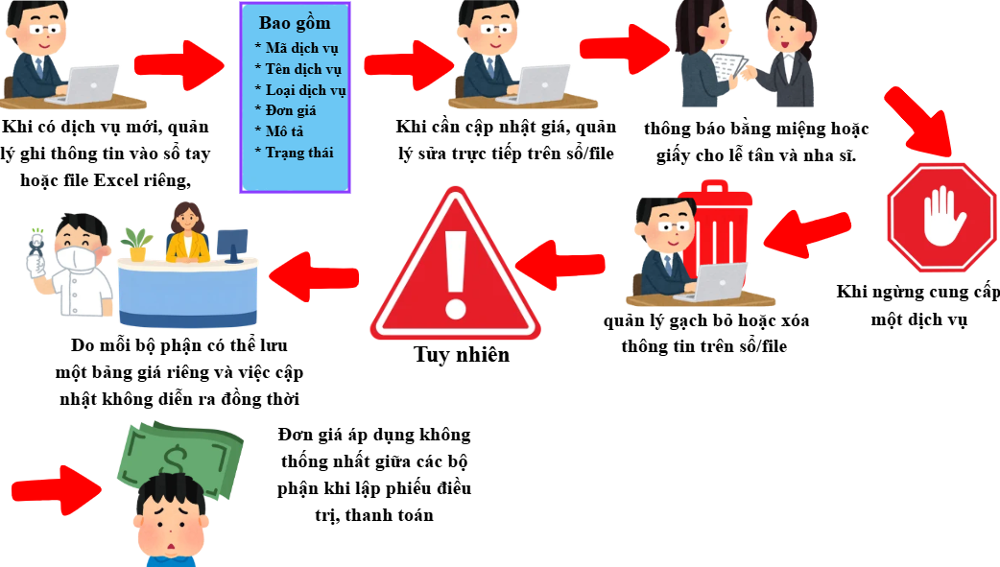 Khi có dịch vụ mới, quản
lý ghi thông tin vào sổ tay
hoặc file Excel riêng,
Bao gồm
* Mã dịch vụ
* Tên dịch vụ
* Loại dịch vụ
* Đơn giá
* Mô tả
* Trạng thái
Khi cần cập nhật giá, quản
lý sửa trực tiếp trên sổ/file
thông báo bằng miệng hoặc
giấy cho lễ tân và nha sĩ.
Khi ngừng cung cấp
một dịch vụ
quản lý gạch bỏ hoặc xóa
thông tin trên sổ/file
Tuy nhiên
Do mỗi bộ phận có thể lưu
một bảng giá riêng và việc cập
nhật không diễn ra đồng thời
Đơn giá áp dụng không
thống nhất giữa các bộ
phận khi lập phiếu điều
trị, thanh toán